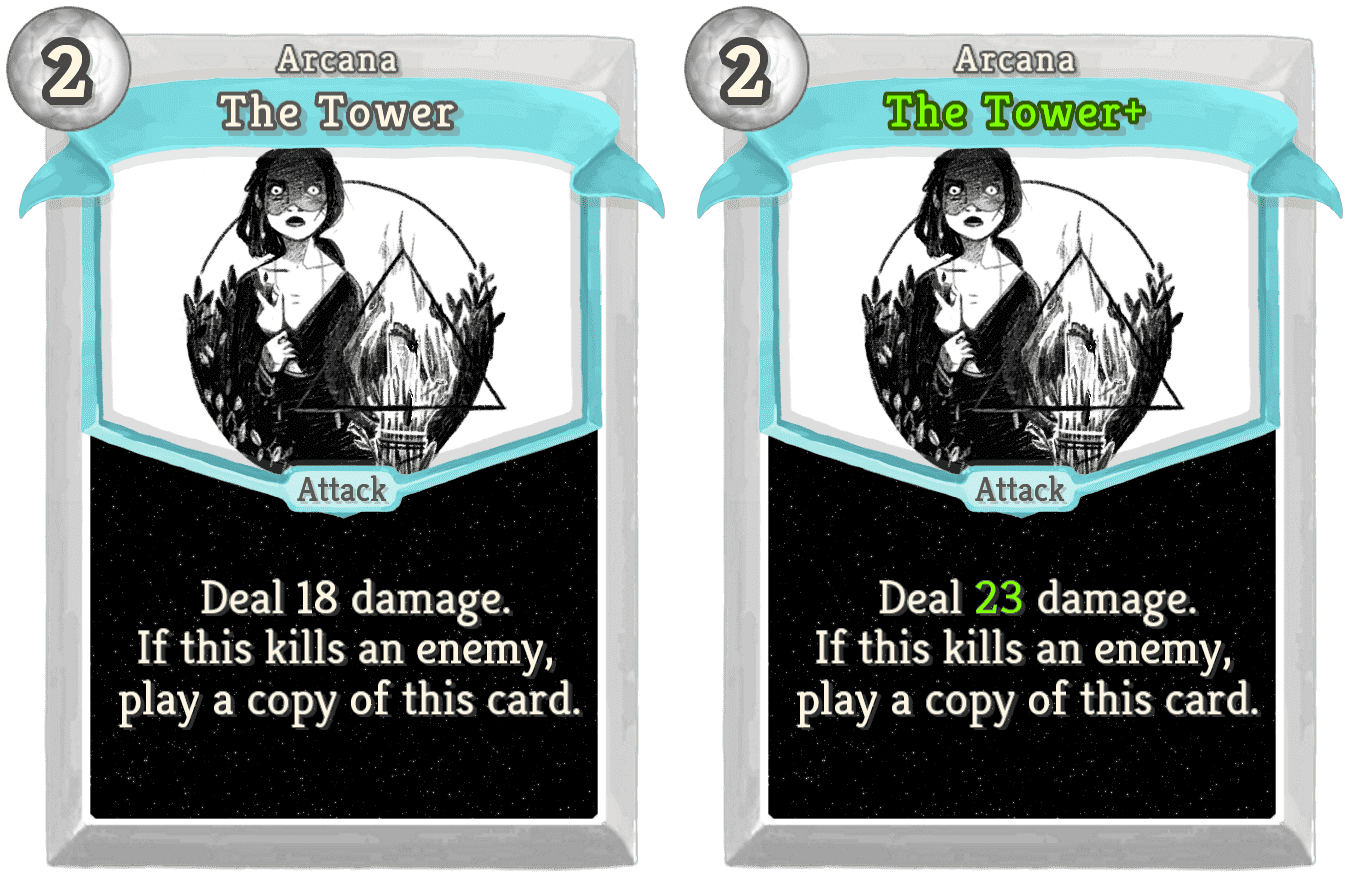 2
Arcana
The Tower
Attack
Deal 18 damage.
If this kills an enemy,
play a copy of this card.
2
Arcana
The Tower+
Attack
Deal 23 damage.
If this kills an enemy,
play a copy of this card.